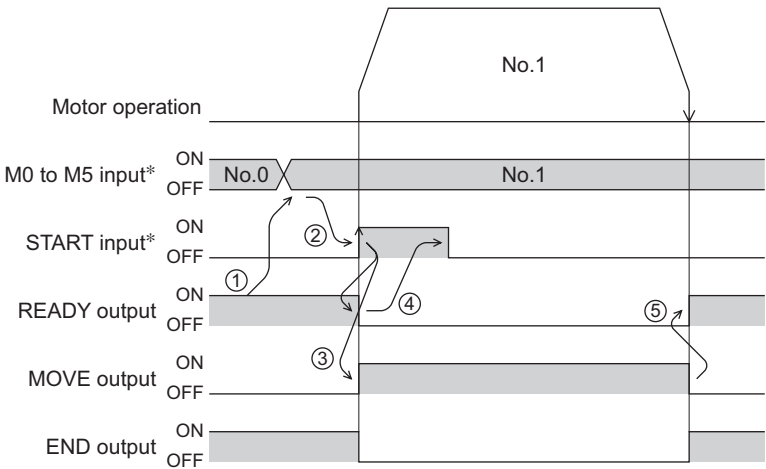 No.1
Motor operation
M0 to M5 input* ON OFF No.0 No.1
START input* ON OFF ②
①
READY output ON OFF ④ ⑤
③
MOVE output ON OFF
END output ON OFF